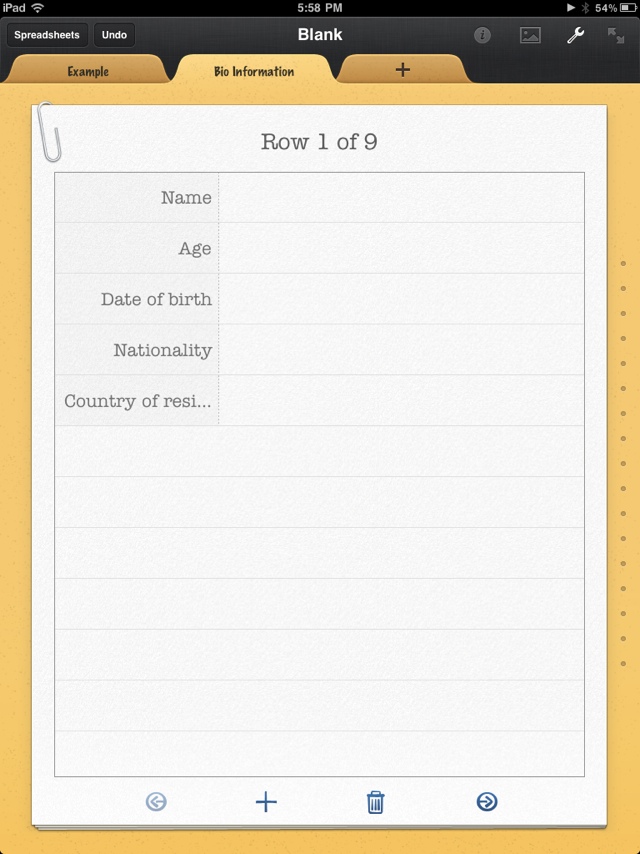 iPad 5:58 PM 54%
Spreadsheets Undo Blank
Example Bio Information +
Row 1 of 9
Name
Age
Date of birth
Nationality
Country of resi...